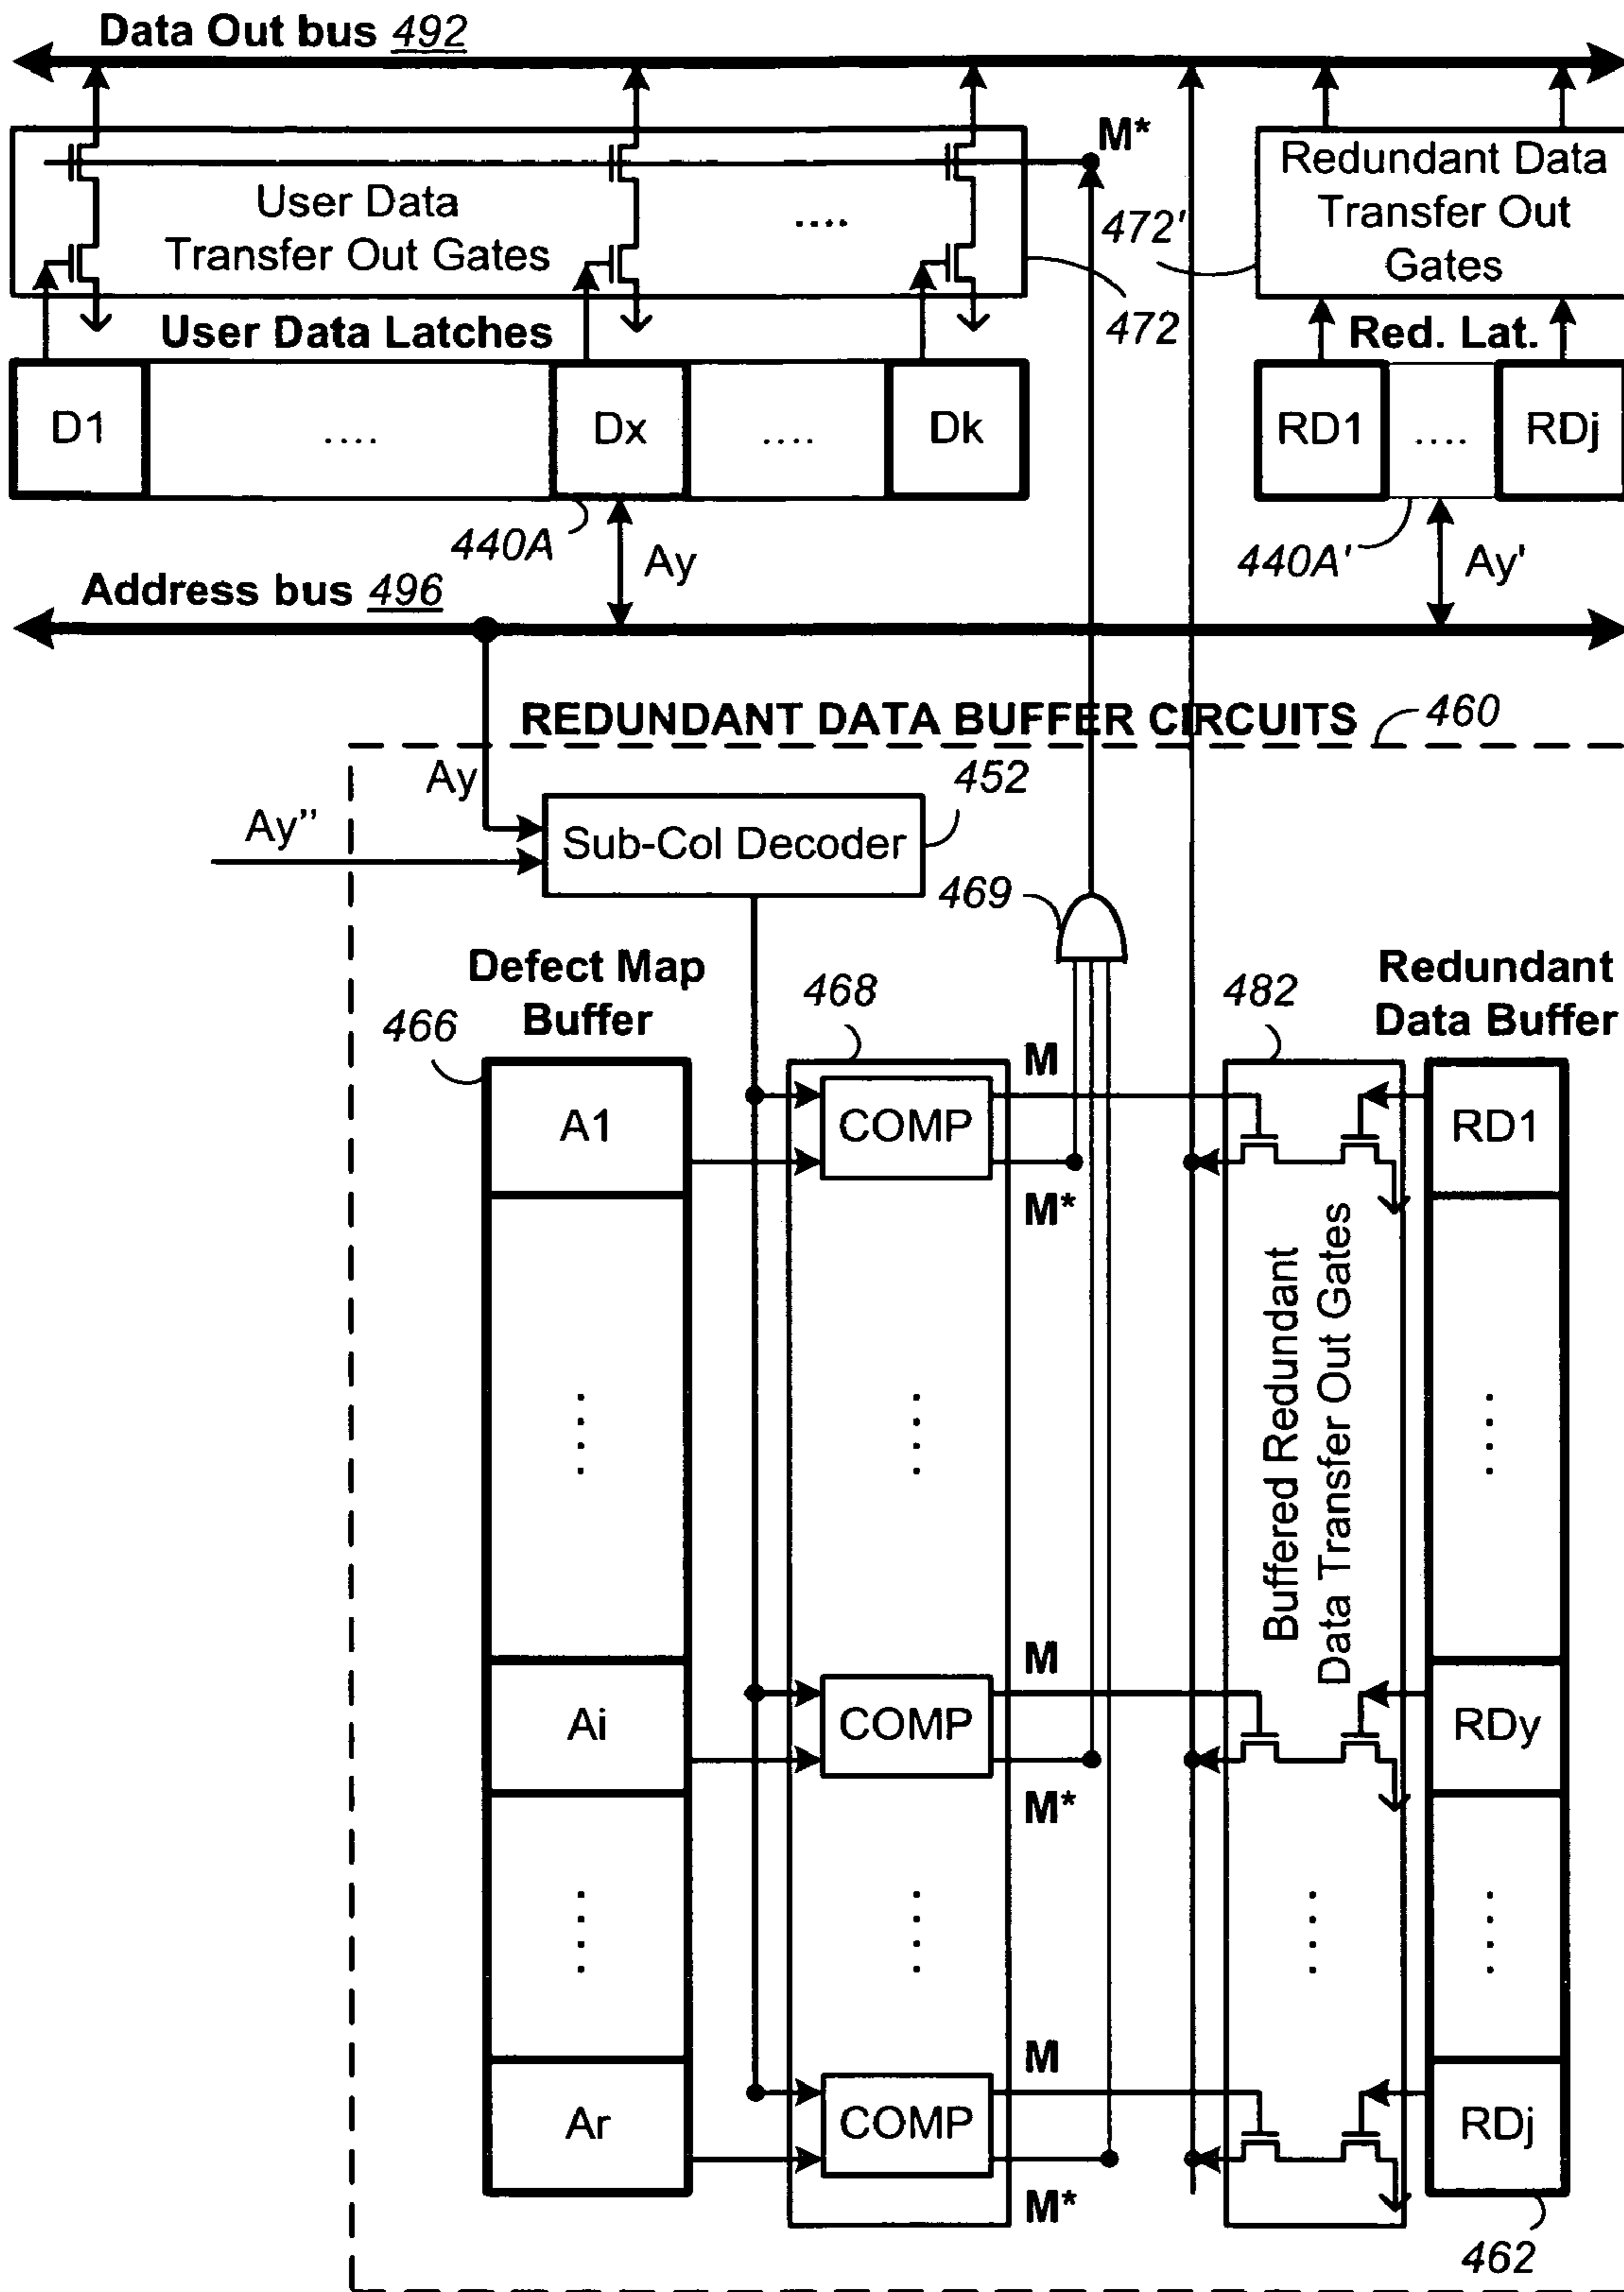 Data Out bus 492
M*
User Data
Transfer Out Gates
....
472'
472
Redundant Data
Transfer Out
Gates
User Data Latches
Red. Lat.
D1
....
Dx
....
Dk
RD1
....
RDj
440A
Ay
440A'
Ay'
Address bus 496
REDUNDANT DATA BUFFER CIRCUITS
460
Ay
Ay''
Sub-Col Decoder
452
469
Defect Map
Buffer
466
468
482
Redundant
Data Buffer
A1
COMP
M
M*
RD1
Buffered Redundant
Data Transfer Out Gates
Ai
COMP
M
M*
RDy
Ar
COMP
M
M*
RDj
462